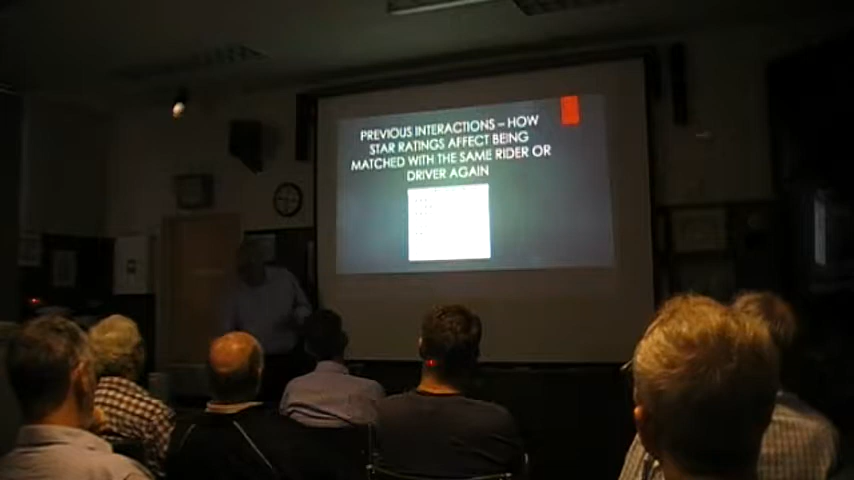 PREVIOUS INTERACTIONS – HOW
STAR RATINGS AFFECT BEING
MATCHED WITH THE SAME RIDER OR
DRIVER AGAIN